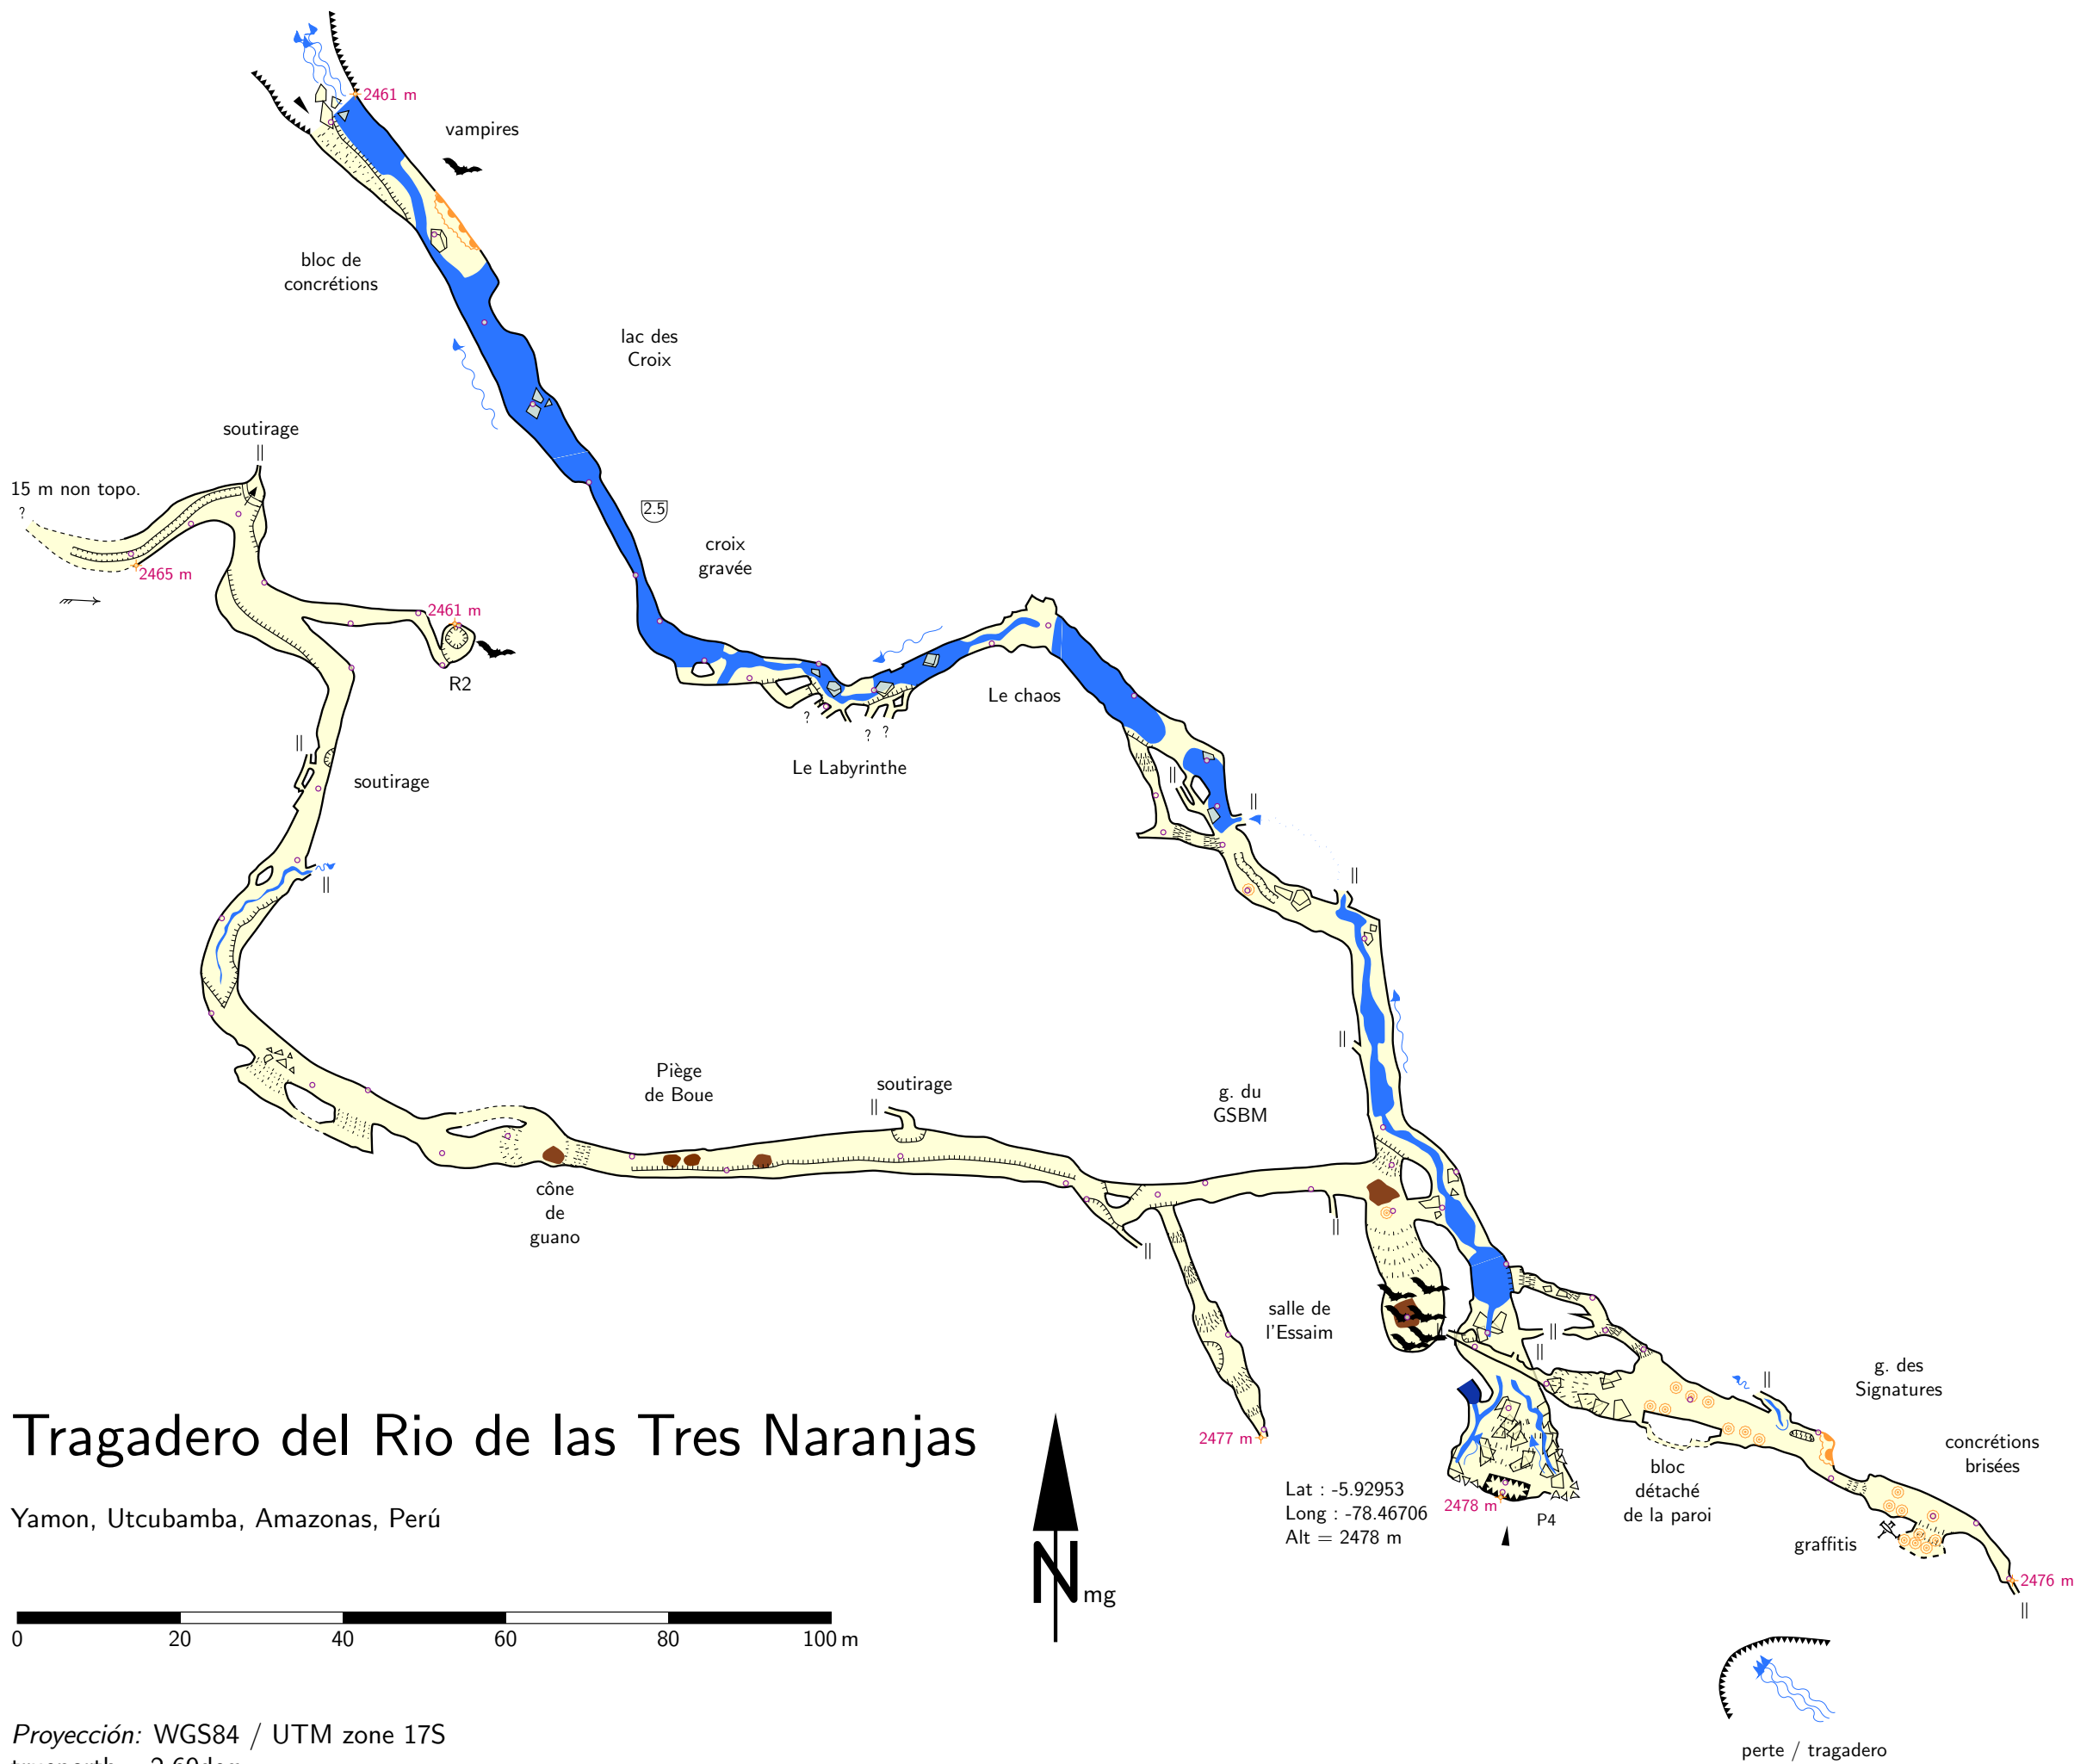 2461 m
vampires
bloc de
concrétions
lac des
Croix
soutirage
15 m non topo.
?
2.5
croix
gravée
2465 m
2461 m
R2
Le chaos
?
?
?
Le Labyrinthe
soutirage
Piège
de Boue
soutirage
g. du
GSBM
cône
de
guano
salle de
l'Essaim
g. des
Signatures
2477 m
concrétions
brisées
bloc
détaché
de la paroi
Lat : -5.92953
Long : -78.46706
Alt = 2478 m
2478 m
P4
graffitis
2476 m
Tragadero del Rio de las Tres Naranjas
Yamon, Utcubamba, Amazonas, Perú
N mg
0 20 40 60 80 100 m
Proyección: WGS84 / UTM zone 17S
perte / tragadero